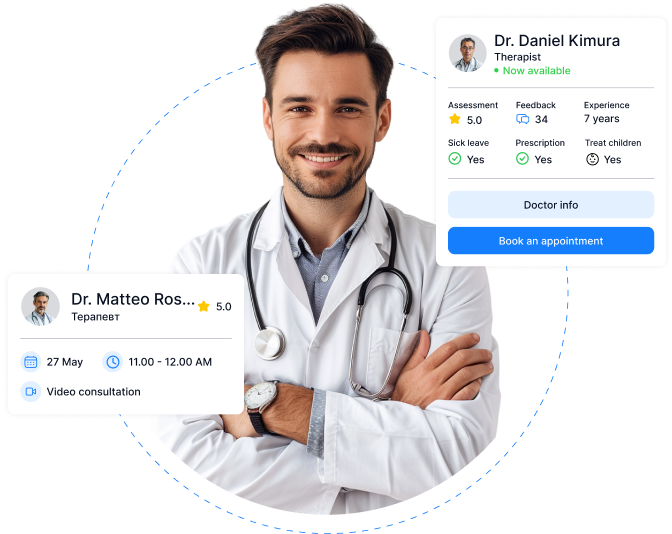 Dr. Daniel Kimura
Therapist
Now available
Assessment Feedback Experience
5.0 34 7 years
Sick leave Prescription Treat children
Yes Yes Yes
Doctor info
Book an appointment
Dr. Matteo Ros... 5.0
Терапевт
27 May 11.00 - 12.00 AM
Video consultation